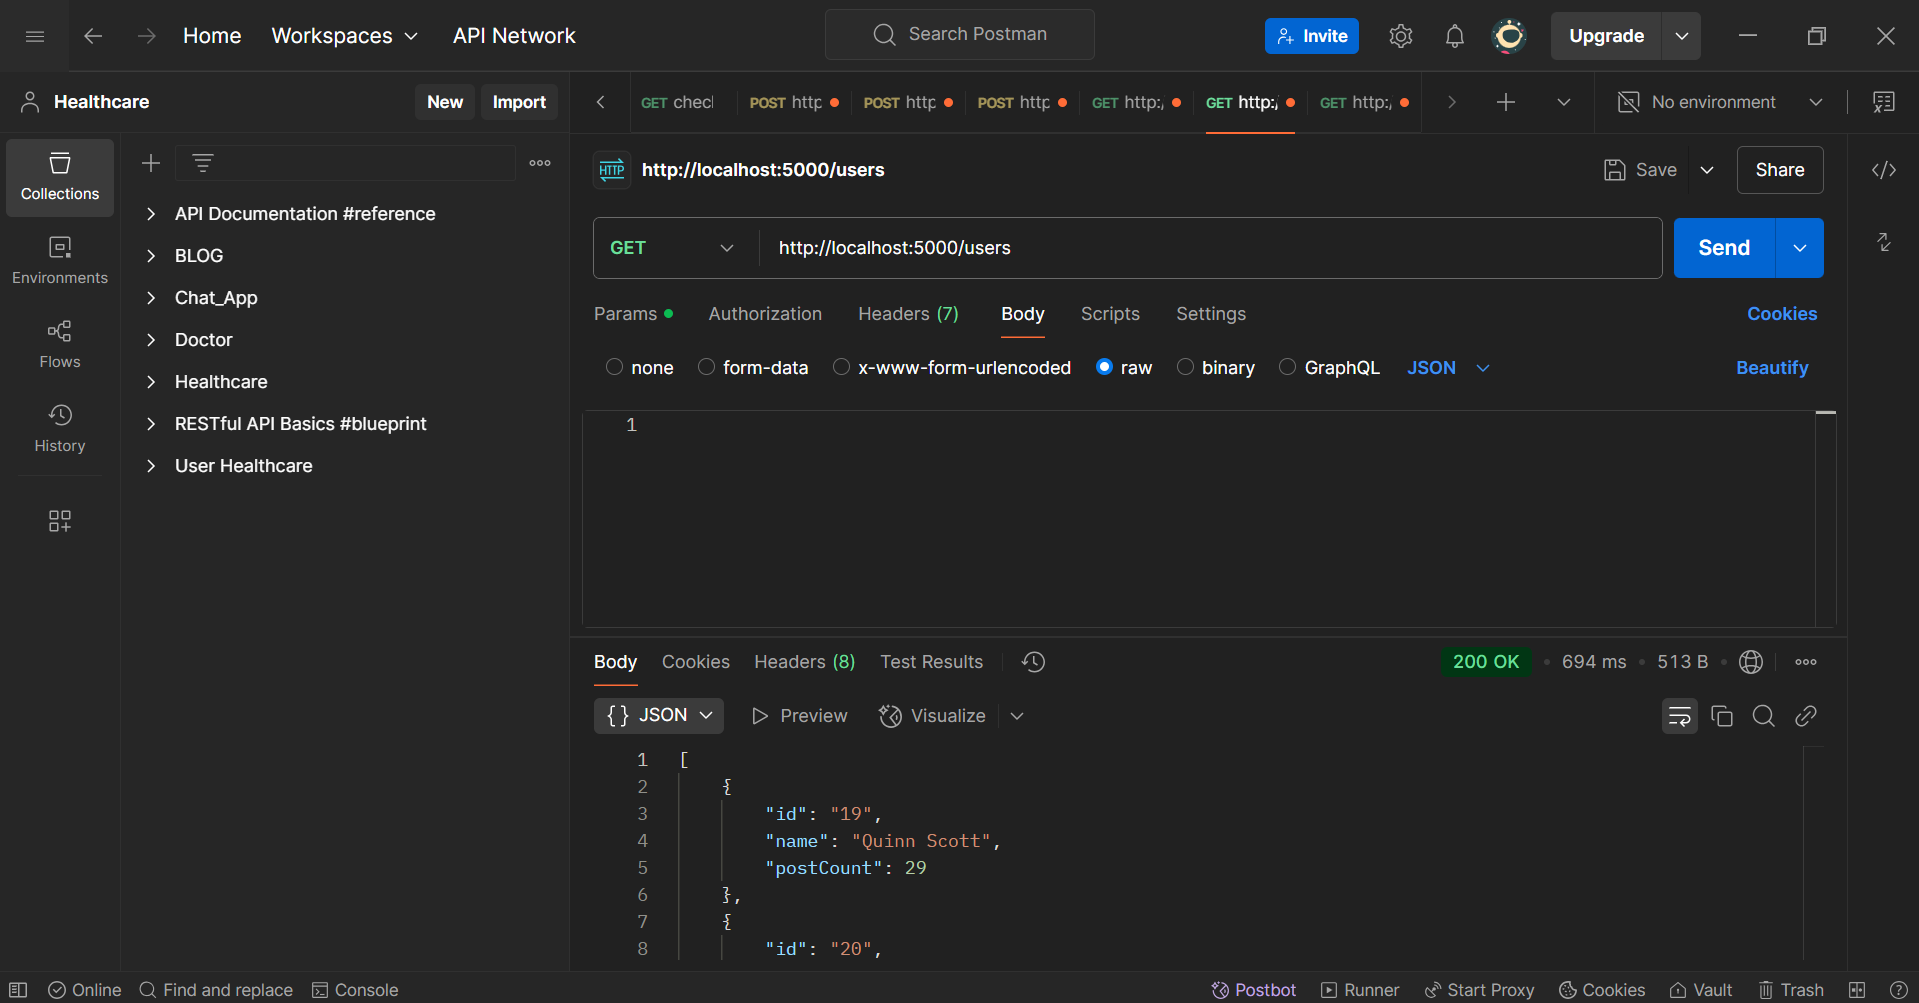 Home Workspaces API Network Search Postman Invite Upgrade
Healthcare New Import
GET checl POST http POST http POST http GET http:/ GET http:/ GET http:/ No environment
Collections
Environments
Flows
History
API Documentation #reference
BLOG
Chat_App
Doctor
Healthcare
RESTful API Basics #blueprint
User Healthcare
HTTP http://localhost:5000/users Save Share
GET http://localhost:5000/users Send
Params Authorization Headers (7) Body Scripts Settings Cookies
none form-data x-www-form-urlencoded raw binary GraphQL JSON Beautify
1
Body Cookies Headers (8) Test Results 200 OK • 694 ms • 513 B •
{} JSON Preview Visualize
1 [
2 {
3 "id": "19",
4 "name": "Quinn Scott",
5 "postCount": 29
6 },
7 {
8 "id": "20",
Online Find and replace Console Postbot Runner Start Proxy Cookies Vault Trash